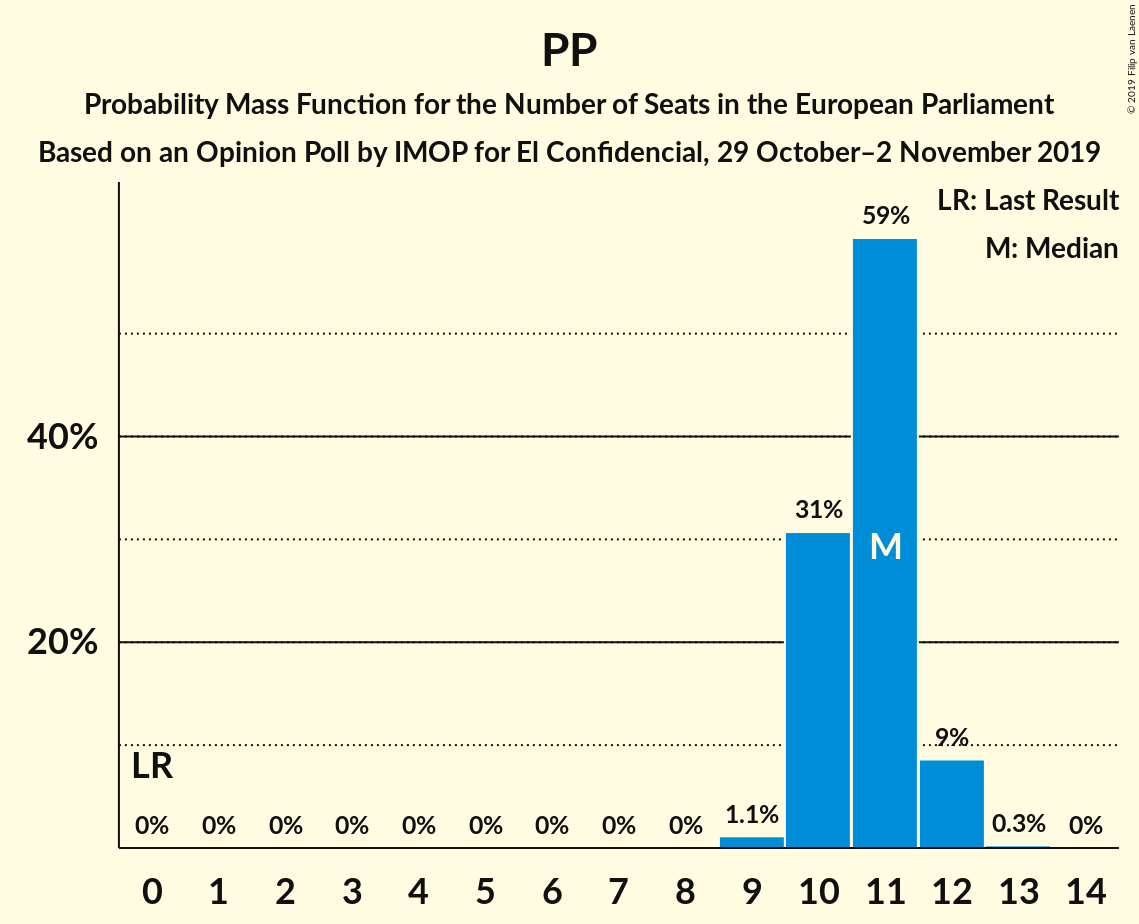 PP
Probability Mass Function for the Number of Seats in the European Parliament
Based on an Opinion Poll by IMOP for El Confidencial, 29 October–2 November 2019
© 2019 Filip van Laenen
LR: Last Result
M: Median
59%
40%
31%
M
20%
9%
LR
0% 0% 0% 0% 0% 0% 0% 0% 0% 1.1% 0.3% 0%
0 1 2 3 4 5 6 7 8 9 10 11 12 13 14